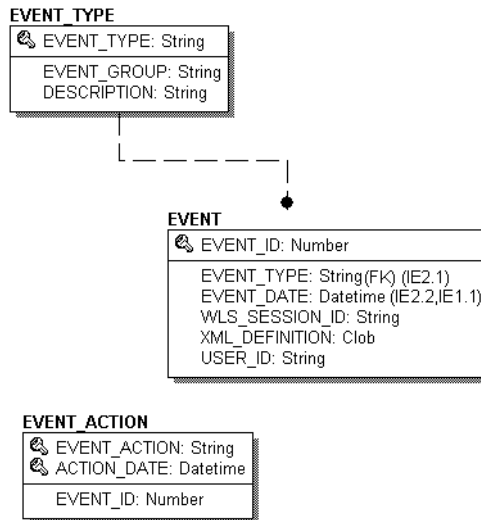 EVENT_TYPE
EVENT_TYPE: String
EVENT_GROUP: String
DESCRIPTION: String
EVENT
EVENT_ID: Number
EVENT_TYPE: String(FK) (IE2.1)
EVENT_DATE: Datetime (IE2.2,IE1.1)
WLS_SESSION_ID: String
XML_DEFINITION: Clob
USER_ID: String
EVENT_ACTION
EVENT_ACTION: String
ACTION_DATE: Datetime
EVENT_ID: Number